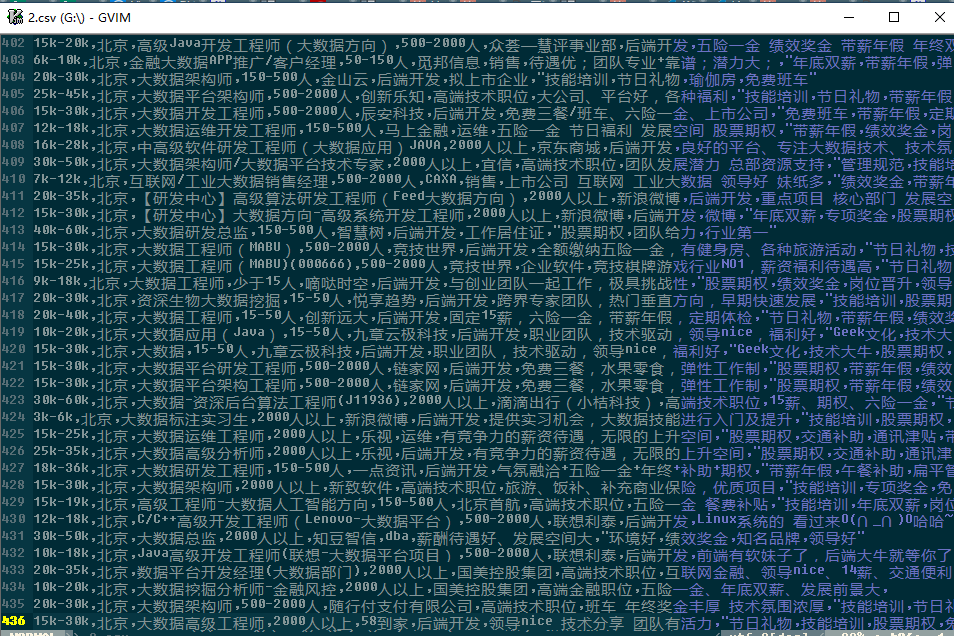 2.csv (G:\) - GVIM
402 15k-20k,北京,高级Java开发工程师（大数据方向）,500-2000人,众荟—慧评事业部,后端开发,五险一金 绩效奖金 带薪年假 年终双
403 6k-10k,北京,金融大数据APP推广/客户经理,50-150人,觅邦信息,销售,待遇优；团队专业+靠谱；潜力大；,"年底双薪,带薪年假,弹
404 20k-30k,北京,大数据架构师,150-500人,金山云,后端开发,拟上市企业,"技能培训,节日礼物,瑜伽房,免费班车"
405 25k-45k,北京,大数据平台架构师,500-2000人,创新乐知,高端技术职位,大公司、平台好，各种福利,"技能培训,节日礼物,带薪年假
406 15k-30k,北京,大数据开发工程师,500-2000人,辰安科技,后端开发,免费三餐/班车、六险一金、上市公司,"免费班车,带薪年假,定期
407 12k-18k,北京,大数据运维开发工程师,150-500人,马上金融,运维,五险一金 节日福利 发展空间 股票期权,"带薪年假,绩效奖金,岗
408 16k-28k,北京,中高级软件研发工程师（大数据应用）JAVA,2000人以上,京东商城,后端开发,良好的平台、专注大数据技术、技术氛
409 30k-50k,北京,大数据架构师/大数据平台技术专家,2000人以上,宜信,高端技术职位,团队发展潜力 总部资源支持,"管理规范,技能培
410 7k-12k,北京,互联网/工业大数据销售经理,500-2000人,CAXA,销售,上市公司 互联网 工业大数据 领导好 妹纸多,"绩效奖金,带薪年
411 20k-35k,北京,【研发中心】高级算法研发工程师（Feed大数据方向）,2000人以上,新浪微博,后端开发,重点项目 核心部门 发展空
412 15k-30k,北京,【研发中心】大数据方向-高级系统开发工程师,2000人以上,新浪微博,后端开发,微博,"年底双薪,专项奖金,股票期权
413 40k-60k,北京,大数据研发总监,150-500人,智慧树,后端开发,工作居住证,"股票期权,团队给力,行业第一"
414 15k-30k,北京,大数据工程师（MABU）,500-2000人,竞技世界,后端开发,全额缴纳五险一金，有健身房、各种旅游活动,"节日礼物,技
415 15k-25k,北京,大数据工程师（MABU)(000666),500-2000人,竞技世界,企业软件,竞技棋牌游戏行业NO1，薪资福利待遇高,"节日礼物
416 9k-18k,北京,大数据工程师,少于15人,嘀哒时空,后端开发,与创业团队一起工作，极具挑战性,"股票期权,绩效奖金,岗位晋升,领导
417 20k-30k,北京,资深生物大数据挖掘,15-50人,悦享趋势,后端开发,跨界专家团队，热门垂直方向，早期快速发展,"技能培训,股票期
418 20k-40k,北京,大数据工程师,15-50人,创新远大,后端开发,固定15薪，六险一金，带薪年假，定期体检,"节日礼物,带薪年假,绩效奖
419 10k-20k,北京,大数据应用（Java）,15-50人,九章云极科技,后端开发,职业团队，技术驱动，领导nice，福利好,"Geek文化,技术大
420 15k-30k,北京,大数据,15-50人,九章云极科技,后端开发,职业团队，技术驱动，领导nice，福利好,"Geek文化,技术大牛,股票期权,
421 15k-30k,北京,大数据平台研发工程师,500-2000人,链家网,后端开发,免费三餐，水果零食，弹性工作制,"股票期权,带薪年假,绩效
422 15k-30k,北京,大数据平台架构工程师,500-2000人,链家网,后端开发,免费三餐，水果零食，弹性工作制,"股票期权,带薪年假,绩效
423 30k-60k,北京,大数据-资深后台算法工程师(J11936),2000人以上,滴滴出行（小桔科技）,高端技术职位,15薪、期权、六险一金,"节
424 3k-6k,北京,大数据标注实习生,2000人以上,新浪微博,后端开发,提供实习机会，大数据技能进行入门及提升,"技能培训,股票期权,
425 15k-25k,北京,大数据运维工程师,2000人以上,乐视,运维,有竞争力的薪资待遇，无限的上升空间,"股票期权,交通补助,通讯津贴,带
426 25k-35k,北京,大数据高级分析师,2000人以上,乐视,后端开发,有竞争力的薪资待遇，无限的上升空间,"股票期权,交通补助,通讯津
427 18k-36k,北京,大数据研发工程师,150-500人,一点资讯,后端开发,气氛融洽+五险一金+年终+补助+期权,"带薪年假,午餐补助,扁平管
428 15k-30k,北京,大数据架构师,2000人以上,新致软件,高端技术职位,旅游、饭补、补充商业保险，优质项目,"技能培训,专项奖金,免
429 15k-19k,北京,高级工程师-大数据人工智能方向,150-500人,北京首航,高端技术职位,五险一金 餐费补贴,"技能培训,年底双薪,岗位
430 12k-18k,北京,C/C++高级开发工程师（Lenovo-大数据平台）,500-2000人,联想利泰,后端开发,Linux系统的 看过来O(∩_∩)O哈哈~
431 30k-50k,北京,大数据总监,2000人以上,知豆智信,dba,薪酬待遇好、发展空间大,"环境好,绩效奖金,知名品牌,领导好"
432 10k-18k,北京,Java高级开发工程师(联想-大数据平台项目）,500-2000人,联想利泰,后端开发,前端有软妹子了，后端大牛就等你了
433 20k-35k,北京,数据平台开发经理(大数据部门),2000人以上,国美控股集团,高端技术职位,互联网金融、领导nice、14薪、交通便利
434 10k-20k,北京,大数据挖掘分析师-金融风控,2000人以上,国美控股集团,高端金融职位,五险一金、年底双薪、发展前景大,
435 20k-30k,北京,大数据架构师,500-2000人,随行付支付有限公司,高端技术职位,班车 年终奖金丰厚 技术氛围浓厚,"技能培训,节日
436 15k-30k,北京,大数据高级工程师,2000人以上,58到家,后端开发,领导nice 技术分享 团队有活力,"技能培训,节日礼物,股票期权,